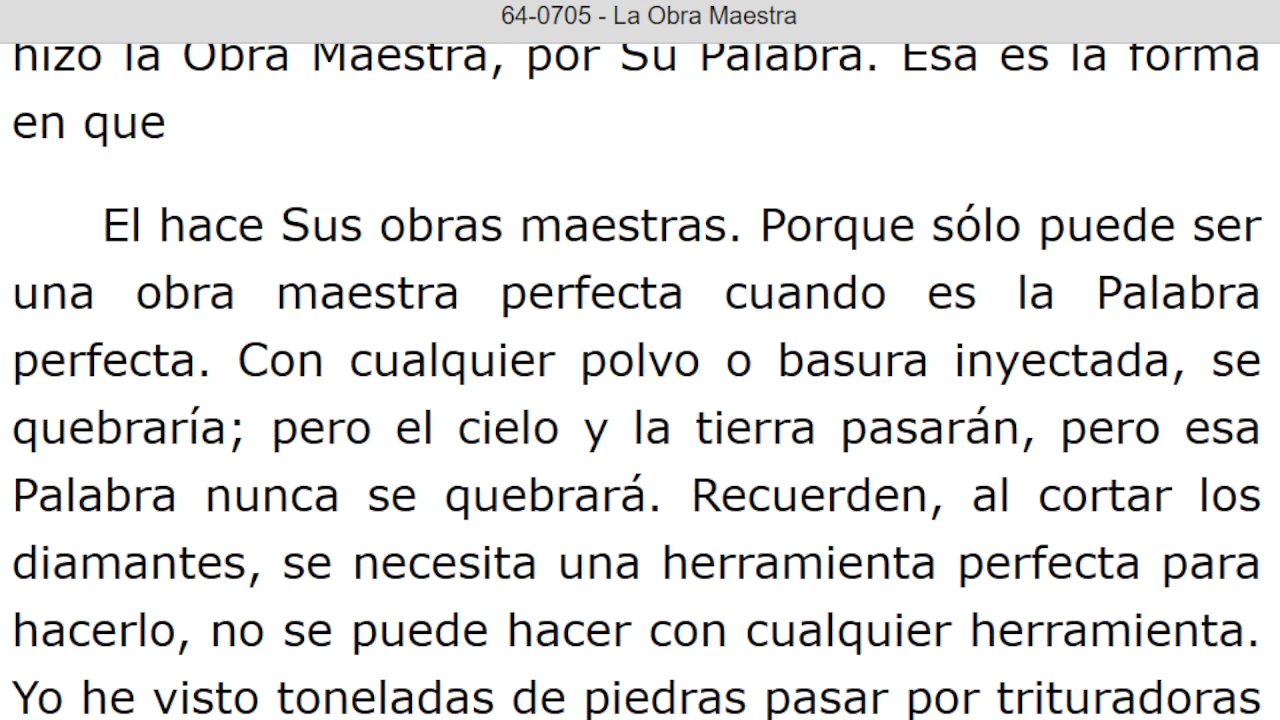 64-0705 - La Obra Maestra
hizo la Obra Maestra, por Su Palabra. Esa es la forma
en que
El hace Sus obras maestras. Porque sólo puede ser
una obra maestra perfecta cuando es la Palabra
perfecta. Con cualquier polvo o basura inyectada, se
quebraría; pero el cielo y la tierra pasarán, pero esa
Palabra nunca se quebrará. Recuerden, al cortar los
diamantes, se necesita una herramienta perfecta para
hacerlo, no se puede hacer con cualquier herramienta.
Yo he visto toneladas de piedras pasar por trituradoras